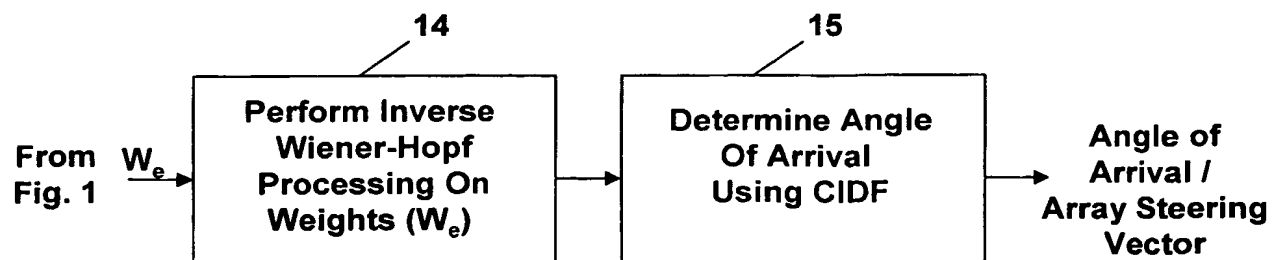 14
15
From
Fig. 1
We
Perform Inverse
Wiener-Hopf
Processing On
Weights (We)
Determine Angle
Of Arrival
Using CIDF
Angle of
Arrival /
Array Steering
Vector